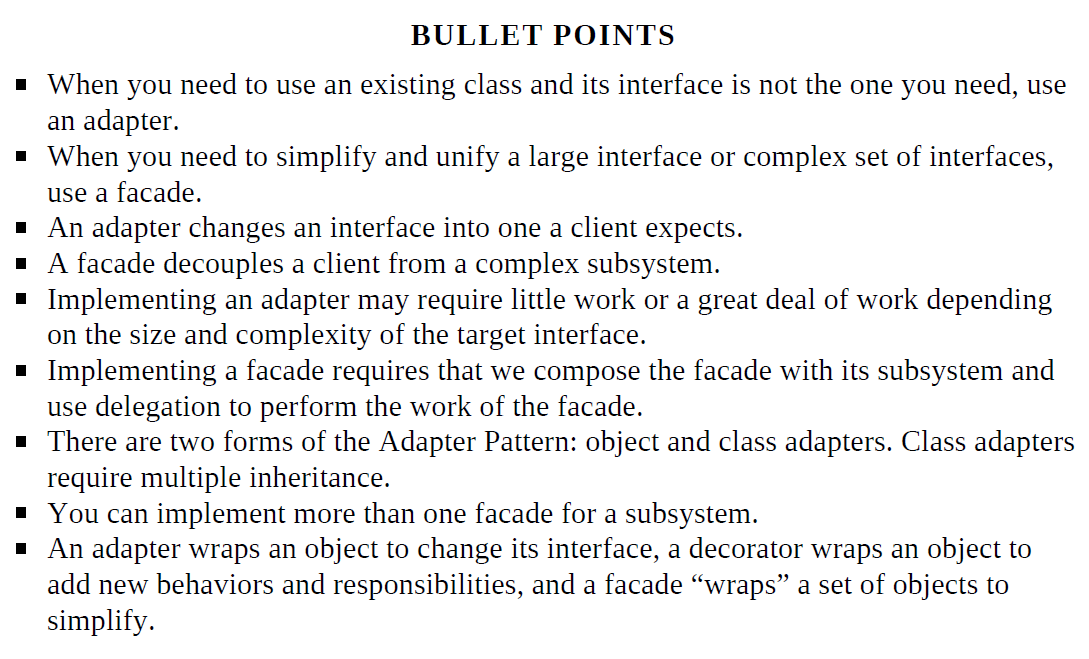 BULLET POINTS
▪ When you need to use an existing class and its interface is not the one you need, use
an adapter.
▪ When you need to simplify and unify a large interface or complex set of interfaces,
use a facade.
▪ An adapter changes an interface into one a client expects.
▪ A facade decouples a client from a complex subsystem.
▪ Implementing an adapter may require little work or a great deal of work depending
on the size and complexity of the target interface.
▪ Implementing a facade requires that we compose the facade with its subsystem and
use delegation to perform the work of the facade.
▪ There are two forms of the Adapter Pattern: object and class adapters. Class adapters
require multiple inheritance.
▪ You can implement more than one facade for a subsystem.
▪ An adapter wraps an object to change its interface, a decorator wraps an object to
add new behaviors and responsibilities, and a facade “wraps” a set of objects to
simplify.